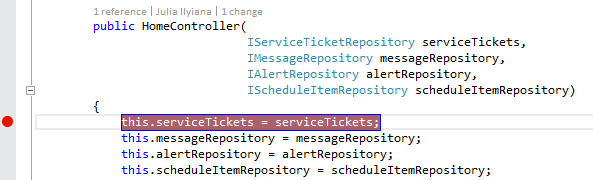 1 reference | Julia Ilyiana | 1 change
public HomeController(
IServiceTicketRepository serviceTickets,
IMessageRepository messageRepository,
IAlertRepository alertRepository,
IScheduleItemRepository scheduleItemRepository)
{
this.serviceTickets = serviceTickets;
this.messageRepository = messageRepository;
this.alertRepository = alertRepository;
this.scheduleItemRepository = scheduleItemRepository;